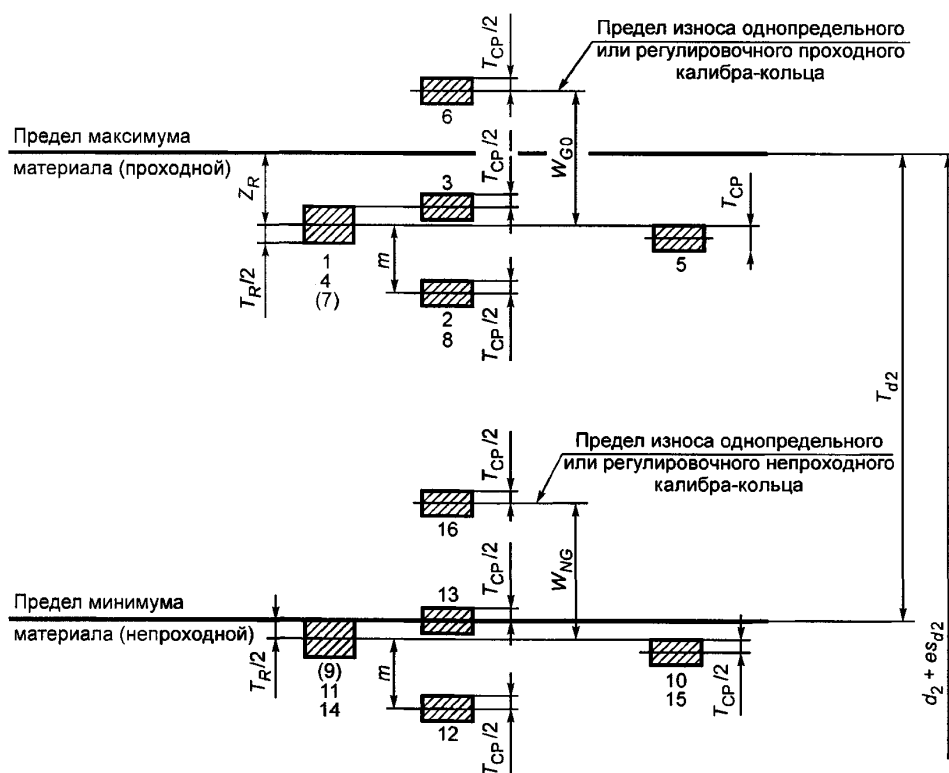 Предел износа однопредельного
или регулировочного проходного
калибра-кольца
T_CP/2
6
Предел максимума
материала (проходной)
T_CP/2
W_G0
Z_R
3
T_CP
1
4
(7)
T_R/2
m
5
2
8
T_CP/2
T_d2
Предел износа однопредельного
или регулировочного непроходного
калибра-кольца
T_CP/2
16
W_NG
T_CP/2
13
Предел минимума
материала (непроходной)
T_R/2
(9)
11
14
m
10
15
T_CP/2
12
T_CP/2
d_2 + es_d2